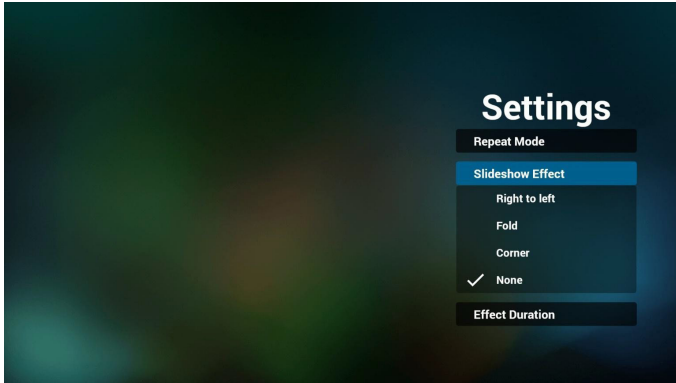 Settings
Repeat Mode
Slideshow Effect
Right to left
Fold
Corner
None
Effect Duration